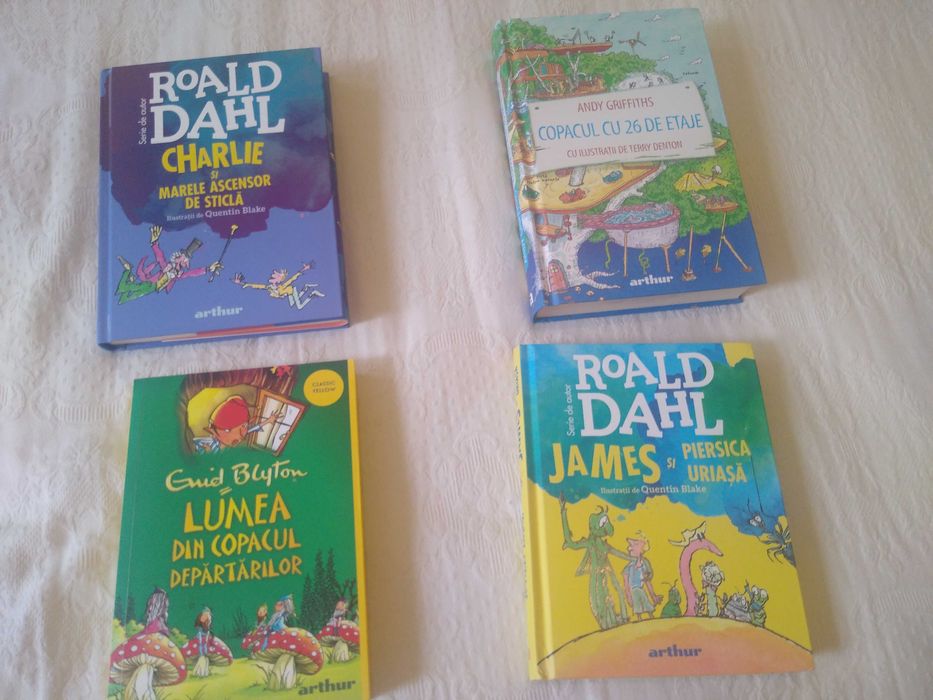 Serie de autor
ROALD
DAHL
CHARLIE
ȘI
MARELE ASCENSOR
DE STICLĂ
Ilustrații de Quentin Blake
arthur
ANDY GRIFFITHS
COPACUL CU 26 DE ETAJE
CU ILUSTRAȚII DE TERRY DENTON
arthur
CLASSIC
YELLOW
Enid Blyton
LUMEA
DIN COPACUL
DEPĂRTĂRILOR
arthur
Serie de autor
ROALD
DAHL
JAMES ȘI PIERSICA
URIAȘĂ
Ilustrații de Quentin Blake
arthur